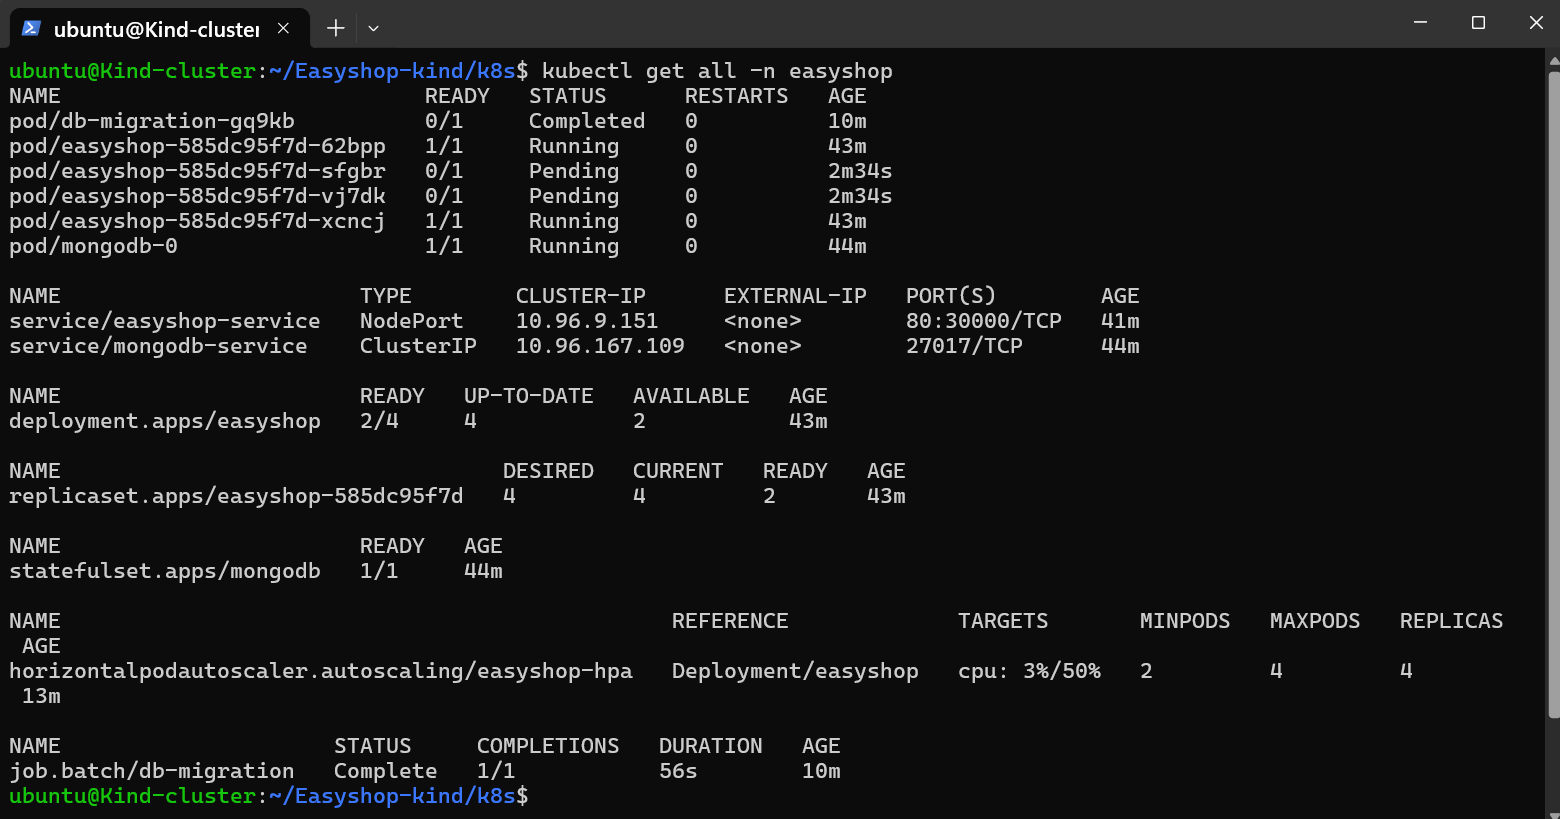 ubuntu@Kind-cluster
ubuntu@Kind-cluster:~/Easyshop-kind/k8s$ kubectl get all -n easyshop
NAME                            READY   STATUS      RESTARTS   AGE
pod/db-migration-gq9kb          0/1     Completed   0          10m
pod/easyshop-585dc95f7d-62bpp   1/1     Running     0          43m
pod/easyshop-585dc95f7d-sfgbr   0/1     Pending     0          2m34s
pod/easyshop-585dc95f7d-vj7dk   0/1     Pending     0          2m34s
pod/easyshop-585dc95f7d-xcncj   1/1     Running     0          43m
pod/mongodb-0                   1/1     Running     0          44m
NAME                       TYPE        CLUSTER-IP      EXTERNAL-IP   PORT(S)        AGE
service/easyshop-service   NodePort    10.96.9.151     <none>        80:30000/TCP   41m
service/mongodb-service    ClusterIP   10.96.167.109   <none>        27017/TCP      44m
NAME                       READY   UP-TO-DATE   AVAILABLE   AGE
deployment.apps/easyshop   2/4     4            2           43m
NAME                                  DESIRED   CURRENT   READY   AGE
replicaset.apps/easyshop-585dc95f7d   4         4         2       43m
NAME                       READY   AGE
statefulset.apps/mongodb   1/1     44m
NAME                                               REFERENCE             TARGETS       MINPODS   MAXPODS   REPLICAS
AGE
horizontalpodautoscaler.autoscaling/easyshop-hpa   Deployment/easyshop   cpu: 3%/50%   2         4         4
13m
NAME                     STATUS     COMPLETIONS   DURATION   AGE
job.batch/db-migration   Complete   1/1           56s        10m
ubuntu@Kind-cluster:~/Easyshop-kind/k8s$